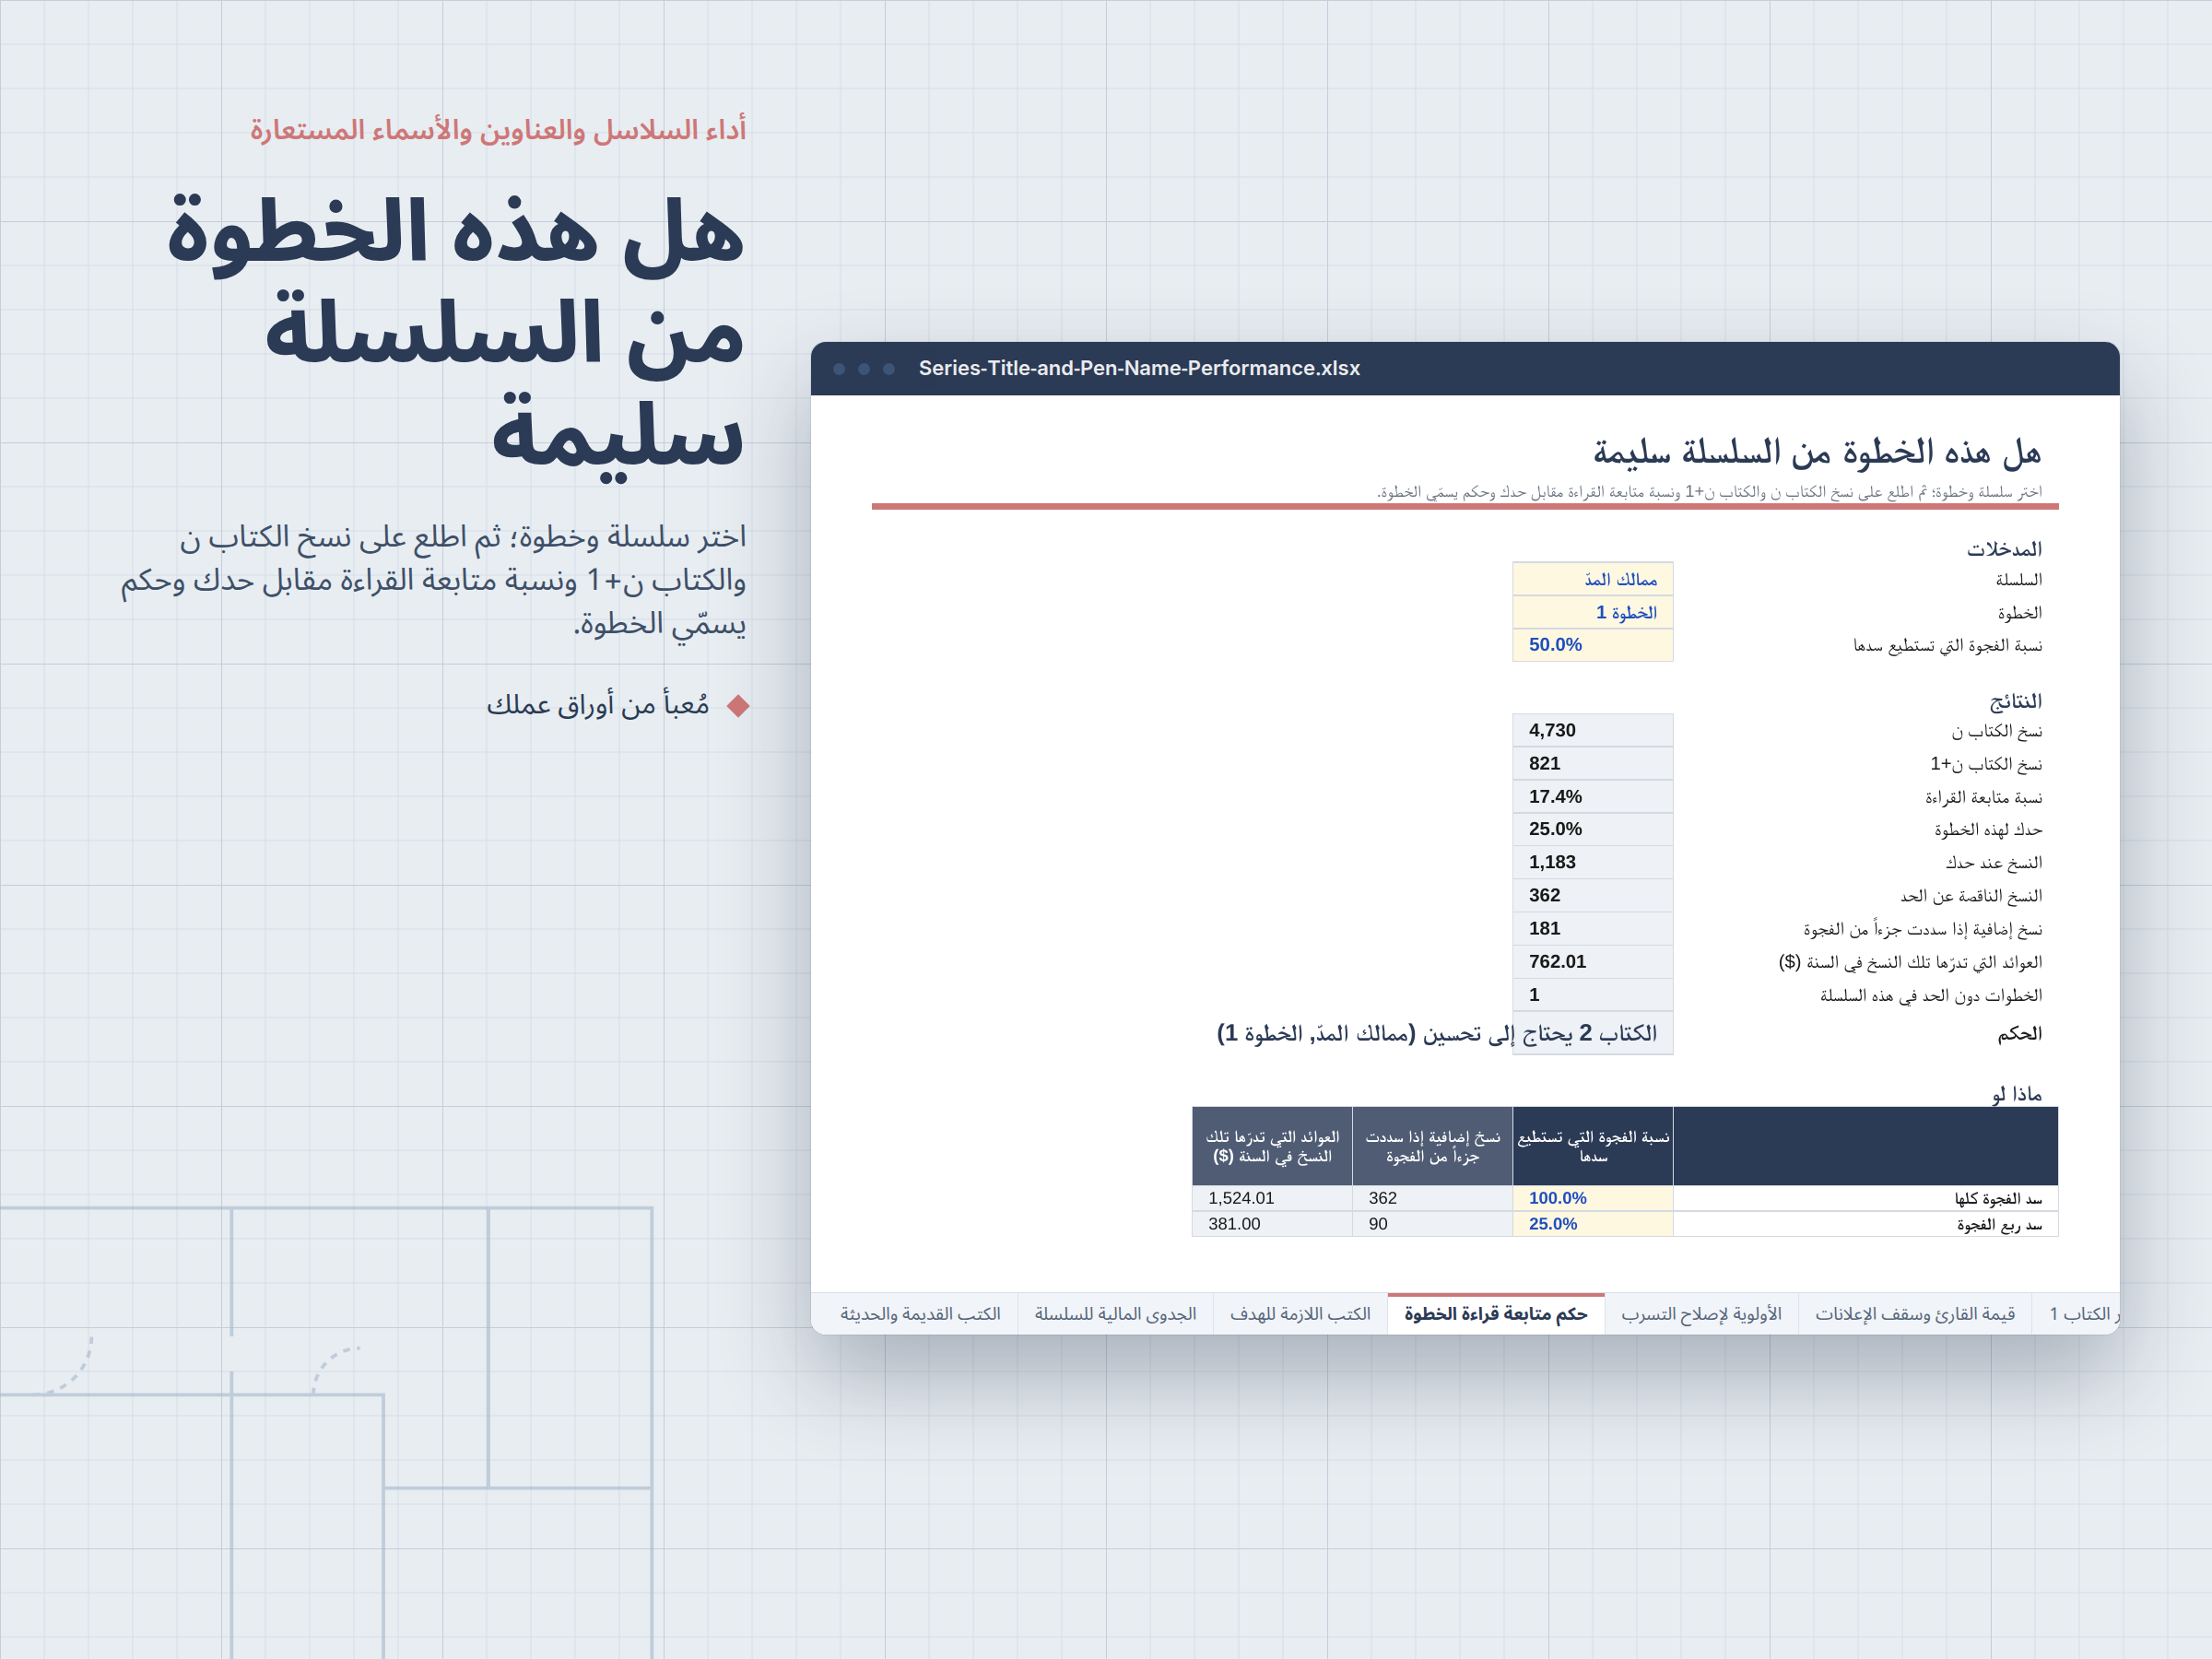 أداء السلاسل والعناوين والأسماء المستعارة
هل هذه الخطوة
من السلسلة
سليمة
اختر سلسلة وخطوة؛ ثم اطلع على نسخ الكتاب ن
والكتاب ن+1 ونسبة متابعة القراءة مقابل حدك وحكم
يسمّي الخطوة.
مُعبأ من أوراق عملك
Series-Title-and-Pen-Name-Performance.xlsx
هل هذه الخطوة من السلسلة سليمة
اختر سلسلة وخطوة؛ ثم اطلع على نسخ الكتاب ن والكتاب ن+1 ونسبة متابعة القراءة مقابل حدك وحكم يسمّي الخطوة.
المدخلات
السلسلة ممالك المدّ
الخطوة الخطوة 1
نسبة الفجوة التي تستطيع سدها 50.0%
النتائج
نسخ الكتاب ن 4,730
نسخ الكتاب ن+1 821
نسبة متابعة القراءة 17.4%
حدك لهذه الخطوة 25.0%
النسخ عند حدك 1,183
النسخ الناقصة عن الحد 362
نسخ إضافية إذا سددت جزءاً من الفجوة 181
العوائد التي تدرّها تلك النسخ في السنة ($) 762.01
الخطوات دون الحد في هذه السلسلة 1
الحكم الكتاب 2 يحتاج إلى تحسين (ممالك المدّ, الخطوة 1)
ماذا لو
نسبة الفجوة التي تستطيع سدها نسخ إضافية إذا سددت جزءاً من الفجوة العوائد التي تدرّها تلك النسخ في السنة ($)
سد الفجوة كلها 100.0% 362 1,524.01
سد ربع الفجوة 25.0% 90 381.00
الكتاب 1 قيمة القارئ وسقف الإعلانات الأولوية لإصلاح التسرب حكم متابعة قراءة الخطوة الكتب اللازمة للهدف الجدوى المالية للسلسلة الكتب القديمة والحديثة